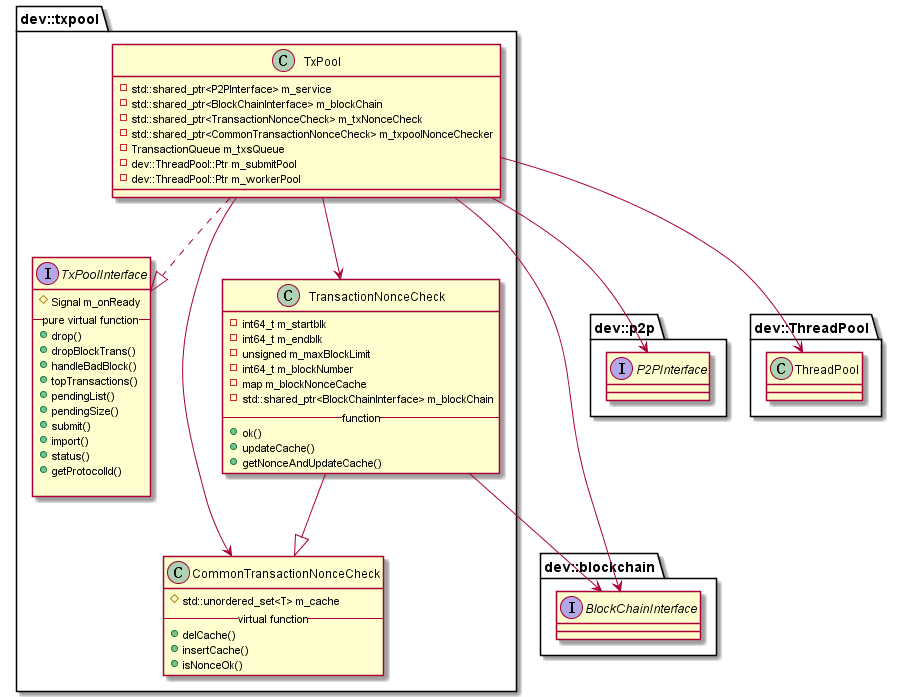 dev::txpool
C TxPool
std::shared_ptr<P2PInterface> m_service
std::shared_ptr<BlockChainInterface> m_blockChain
std::shared_ptr<TransactionNonceCheck> m_txNonceCheck
std::shared_ptr<CommonTransactionNonceCheck> m_txpoolNonceChecker
TransactionQueue m_txsQueue
dev::ThreadPool::Ptr m_submitPool
dev::ThreadPool::Ptr m_workerPool
I TxPoolInterface
Signal m_onReady
pure virtual function
drop()
dropBlockTrans()
handleBadBlock()
topTransactions()
pendingList()
pendingSize()
submit()
import()
status()
getProtocolId()
C TransactionNonceCheck
int64_t m_startblk
int64_t m_endblk
unsigned m_maxBlockLimit
int64_t m_blockNumber
map m_blockNonceCache
std::shared_ptr<BlockChainInterface> m_blockChain
function
ok()
updateCache()
getNonceAndUpdateCache()
dev::p2p
I P2PInterface
dev::ThreadPool
C ThreadPool
C CommonTransactionNonceCheck
std::unordered_set<T> m_cache
virtual function
delCache()
insertCache()
isNonceOk()
dev::blockchain
I BlockChainInterface